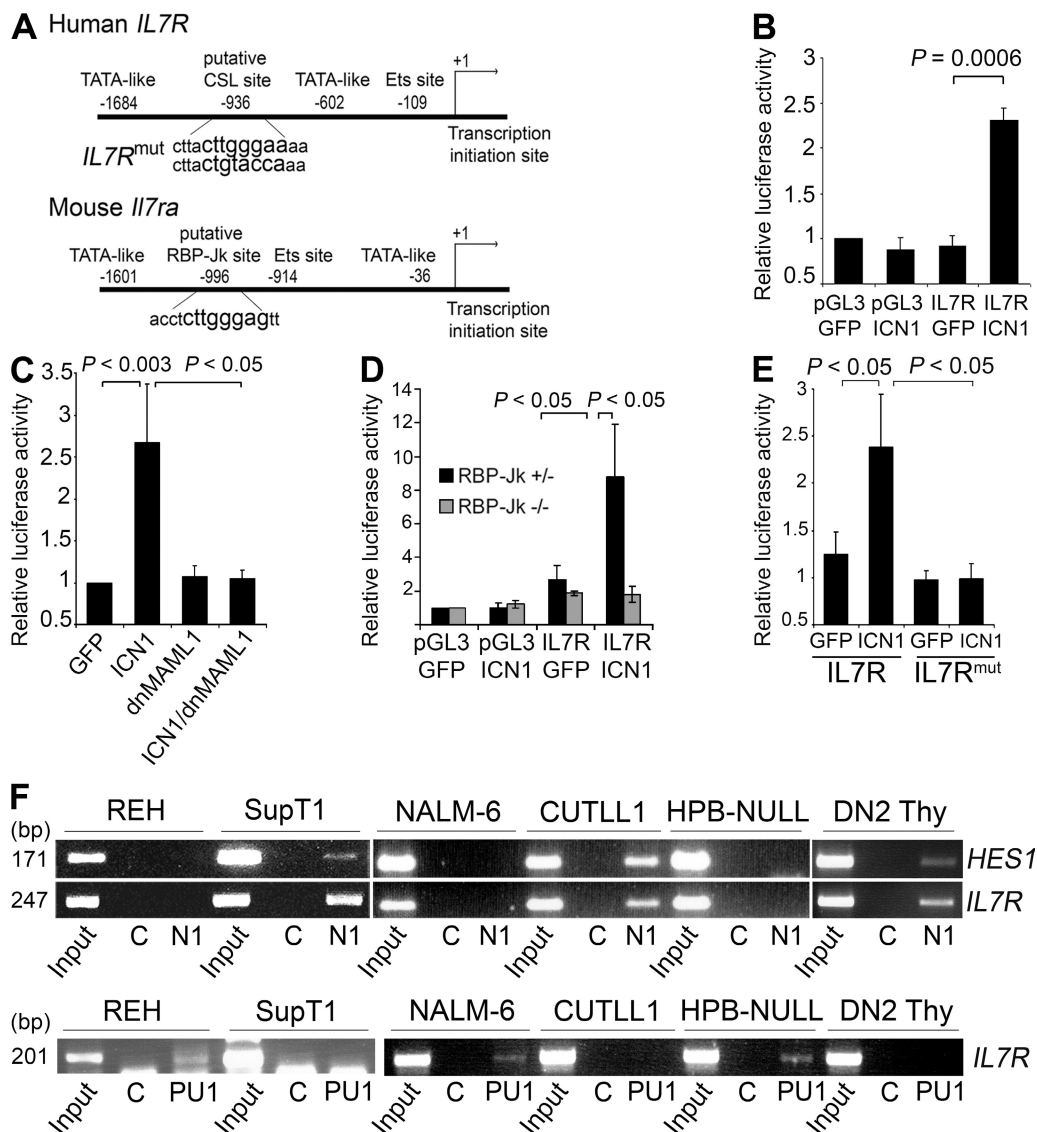 A
Human IL7R
TATA-like
-1684
putative
CSL site
-936
TATA-like
-602
Ets site
-109
+1
Transcription
initiation site
IL7Rmut
cttacttgggaaaa
cttactgtaccaaa
Mouse Il7ra
TATA-like
-1601
putative
RBP-Jk site
-996
Ets site
-914
TATA-like
-36
+1
Transcription
initiation site
acctcttgggagtt
B
Relative luciferase activity
3
2.5
2
1.5
1
0.5
P = 0.0006
pGL3
GFP
pGL3
ICN1
IL7R
GFP
IL7R
ICN1
C
Relative luciferase activity
3.5
3
2.5
2
1.5
1
0.5
P < 0.003
P < 0.05
GFP
ICN1
dnMAML1
ICN1/dnMAML1
D
Relative luciferase activity
14
12
10
8
6
4
2
P < 0.05
P < 0.05
RBP-Jk +/-
RBP-Jk -/-
pGL3
GFP
pGL3
ICN1
IL7R
GFP
IL7R
ICN1
E
Relative luciferase activity
3
2.5
1.5
1
0.5
P < 0.05
P < 0.05
GFP
ICN1
GFP
ICN1
IL7R
IL7Rmut
F
REH SupT1 NALM-6 CUTLL1 HPB-NULL DN2 Thy
(bp)
171
HES1
247
IL7R
Input C N1 Input C N1 Input C N1 Input C N1 Input C N1 Input C N1
REH SupT1 NALM-6 CUTLL1 HPB-NULL DN2 Thy
(bp)
201
IL7R
Input C PU1 Input C PU1 Input C PU1 Input C PU1 Input C PU1 Input C PU1